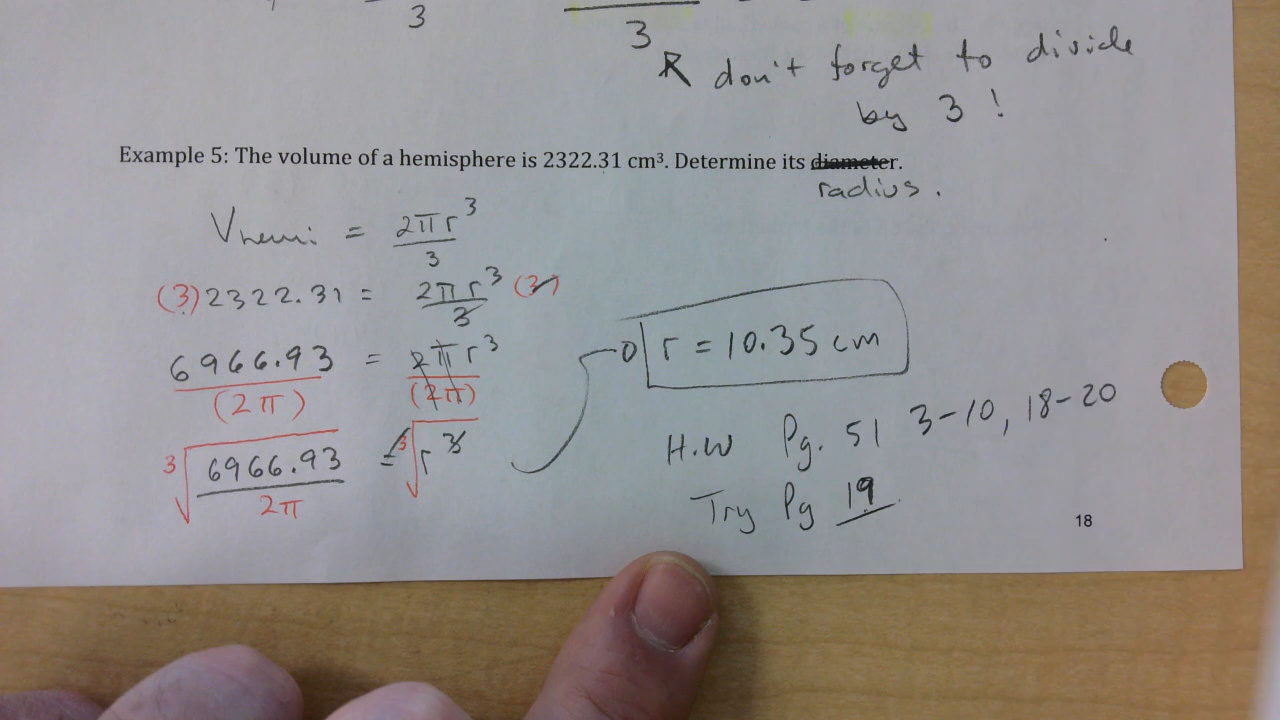 3
3
don't forget to divide
by 3 !
Example 5: The volume of a hemisphere is 2322.31 cm³. Determine its diameter.
radius.
Vhemi = 2πr³
3
(3) 2322.31 = 2πr³ (3)
3
6966.93 = 2πr³
(2π) (2π)
r = 10.35 cm
³√6966.93 = ³√r³
2π
H.W Pg. 51 3-10, 18-20
Try Pg 19
18